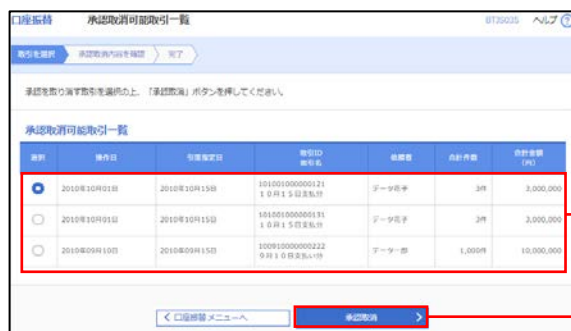 口座振替 承認取消可能取引一覧 BTJS035 ヘルプ ?
取引を選択 承認取消内容を確認 完了
承認を取り消す取引を選択の上、「承認取消」ボタンを押してください。
承認取消可能取引一覧
選択 操作日 引落指定日 取引ID 依頼者 合計件数 合計金額
取引名 (円)
2010年10月01日 2010年10月15日 101001000000121 データ花子 3件 3,000,000
10月15日支払分
2010年10月01日 2010年10月15日 101001000000131 データ花子 2件 2,000,000
10月15日支払分
2010年09月10日 2010年09月15日 100910000000222 データ一郎 1,000件 10,000,000
9月10日支払い分
口座振替メニューへ 承認取消